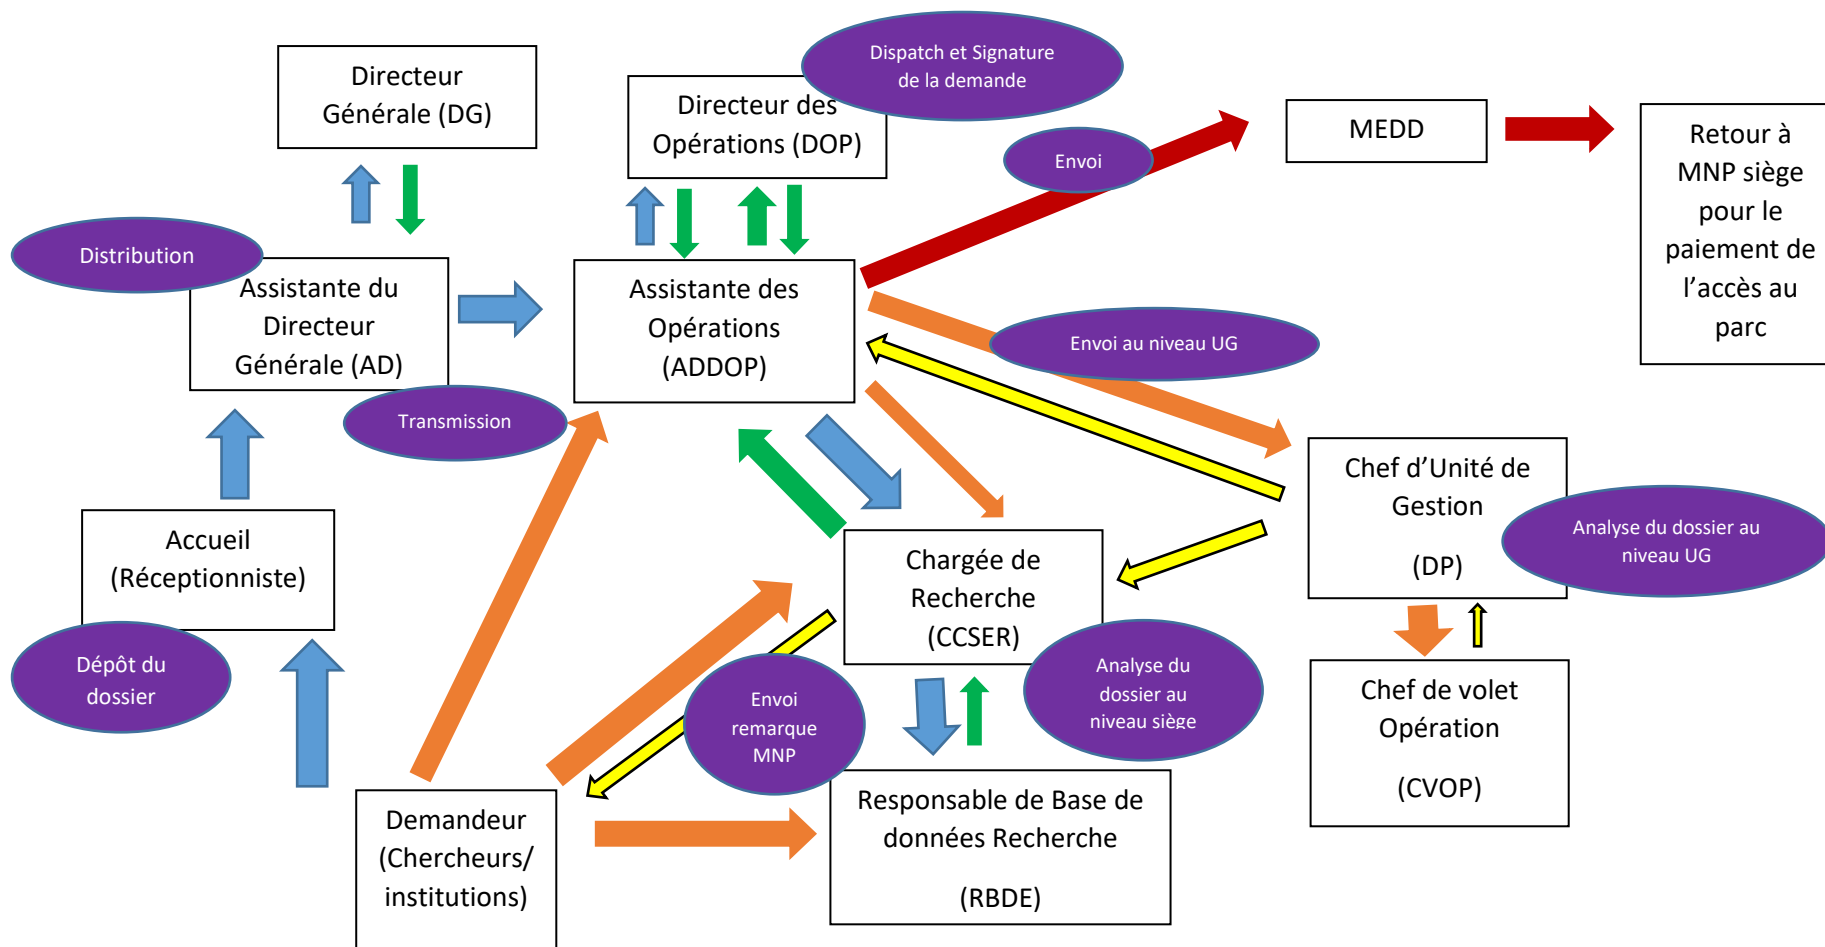 Directeur
Générale (DG)
Directeur des
Opérations (DOP)
Dispatch et Signature
de la demande
Envoi
MEDD
Retour à
MNP siège
pour le
paiement de
l’accès au
parc
Distribution
Assistante du
Directeur
Générale (AD)
Transmission
Assistante des
Opérations
(ADDOP)
Envoi au niveau UG
Accueil
(Réceptionniste)
Dépôt du
dossier
Chargée de
Recherche
(CCSER)
Analyse du
dossier au
niveau siège
Chef d’Unité de
Gestion
(DP)
Analyse du dossier au
niveau UG
Envoi
remarque
MNP
Chef de volet
Opération
(CVOP)
Demandeur
(Chercheurs/
institutions)
Responsable de Base de
données Recherche
(RBDE)